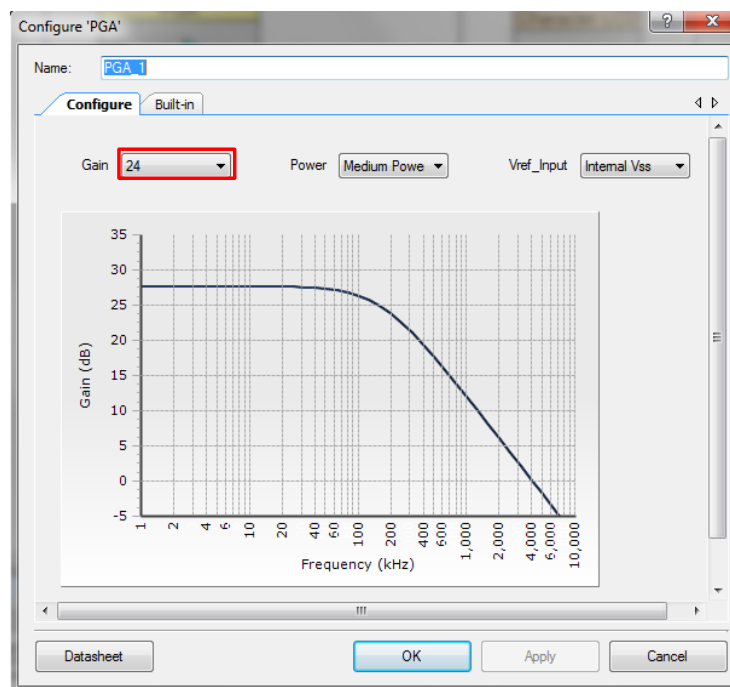 Configure 'PGA'
Name: PGA_1
Configure Built-in
Gain 24 Power Medium Powe Vref_Input Internal Vss
35
30
25
20
15
10
5
0
-5
Gain (dB)
1 2 4 6 10 20 40 60 100 200 400 600 1,000 2,000 4,000 6,000 10,000
Frequency (kHz)
Datasheet OK Apply Cancel